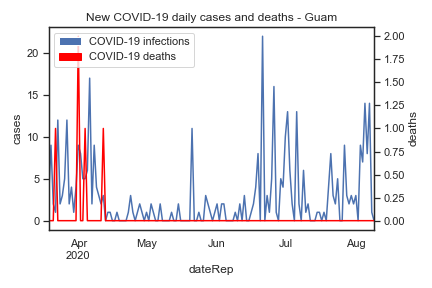 New COVID-19 daily cases and deaths - Guam
COVID-19 infections
COVID-19 deaths
cases
20
15
10
5
0
deaths
2.00
1.75
1.50
1.25
1.00
0.75
0.50
0.25
0.00
Apr May Jun Jul Aug
2020
dateRep